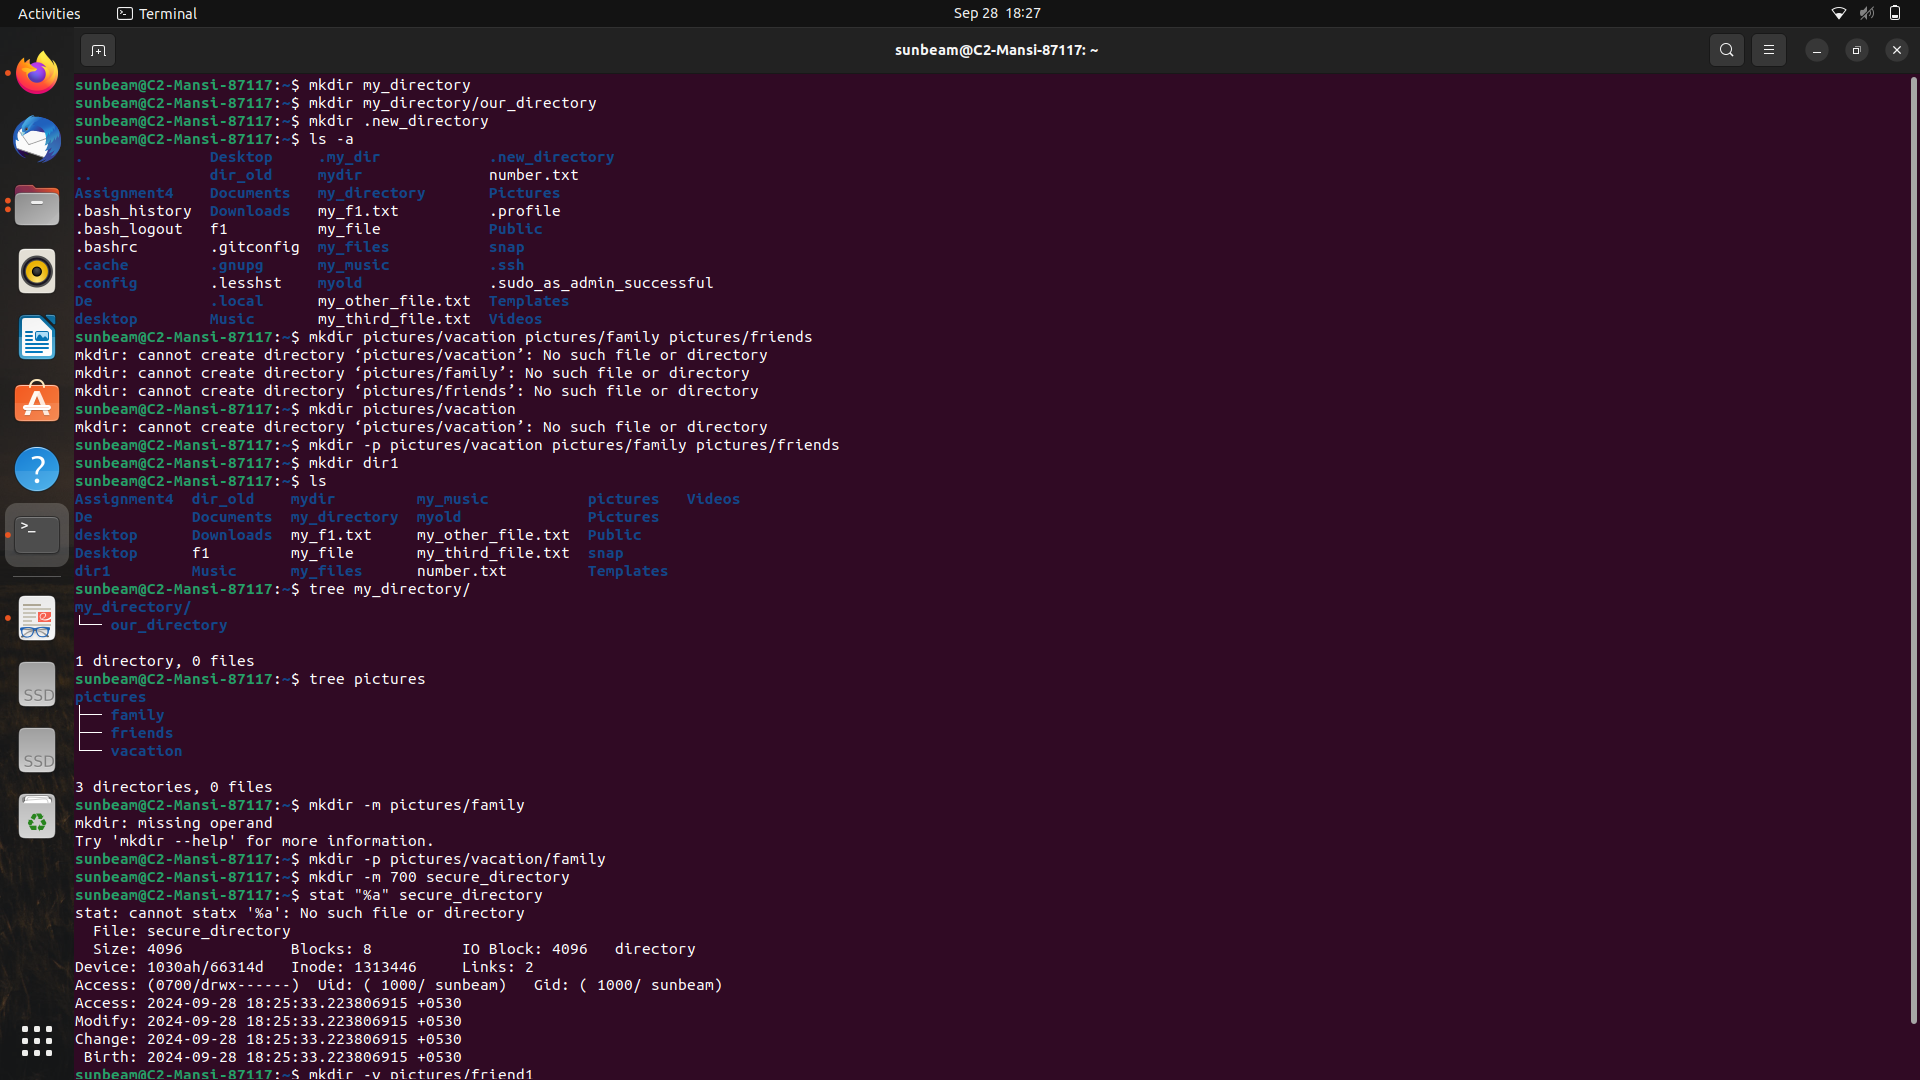 Activities Terminal Sep 28 18:27
sunbeam@C2-Mansi-87117: ~
sunbeam@C2-Mansi-87117:~$ mkdir my_directory
sunbeam@C2-Mansi-87117:~$ mkdir my_directory/our_directory
sunbeam@C2-Mansi-87117:~$ mkdir .new_directory
sunbeam@C2-Mansi-87117:~$ ls -a
. Desktop .my_dir .new_directory
.. dir_old mydir number.txt
Assignment4 Documents my_directory Pictures
.bash_history Downloads my_f1.txt .profile
.bash_logout f1 my_file Public
.bashrc .gitconfig my_files snap
.cache .gnupg my_music .ssh
.config .lesshst myold .sudo_as_admin_successful
De .local my_other_file.txt Templates
desktop Music my_third_file.txt Videos
sunbeam@C2-Mansi-87117:~$ mkdir pictures/vacation pictures/family pictures/friends
mkdir: cannot create directory ‘pictures/vacation’: No such file or directory
mkdir: cannot create directory ‘pictures/family’: No such file or directory
mkdir: cannot create directory ‘pictures/friends’: No such file or directory
sunbeam@C2-Mansi-87117:~$ mkdir pictures/vacation
mkdir: cannot create directory ‘pictures/vacation’: No such file or directory
sunbeam@C2-Mansi-87117:~$ mkdir -p pictures/vacation pictures/family pictures/friends
sunbeam@C2-Mansi-87117:~$ mkdir dir1
sunbeam@C2-Mansi-87117:~$ ls
Assignment4 dir_old mydir my_music pictures Videos
De Documents my_directory myold Pictures
desktop Downloads my_f1.txt my_other_file.txt Public
Desktop f1 my_file my_third_file.txt snap
dir1 Music my_files number.txt Templates
sunbeam@C2-Mansi-87117:~$ tree my_directory/
my_directory/
└── our_directory
1 directory, 0 files
sunbeam@C2-Mansi-87117:~$ tree pictures
pictures
├── family
├── friends
└── vacation
3 directories, 0 files
sunbeam@C2-Mansi-87117:~$ mkdir -m pictures/family
mkdir: missing operand
Try 'mkdir --help' for more information.
sunbeam@C2-Mansi-87117:~$ mkdir -p pictures/vacation/family
sunbeam@C2-Mansi-87117:~$ mkdir -m 700 secure_directory
sunbeam@C2-Mansi-87117:~$ stat "%a" secure_directory
stat: cannot statx '%a': No such file or directory
File: secure_directory
Size: 4096 Blocks: 8 IO Block: 4096 directory
Device: 1030ah/66314d Inode: 1313446 Links: 2
Access: (0700/drwx------) Uid: ( 1000/ sunbeam) Gid: ( 1000/ sunbeam)
Access: 2024-09-28 18:25:33.223806915 +0530
Modify: 2024-09-28 18:25:33.223806915 +0530
Change: 2024-09-28 18:25:33.223806915 +0530
Birth: 2024-09-28 18:25:33.223806915 +0530
sunbeam@C2-Mansi-87117:~$ mkdir -v pictures/friend1
SSD
SSD